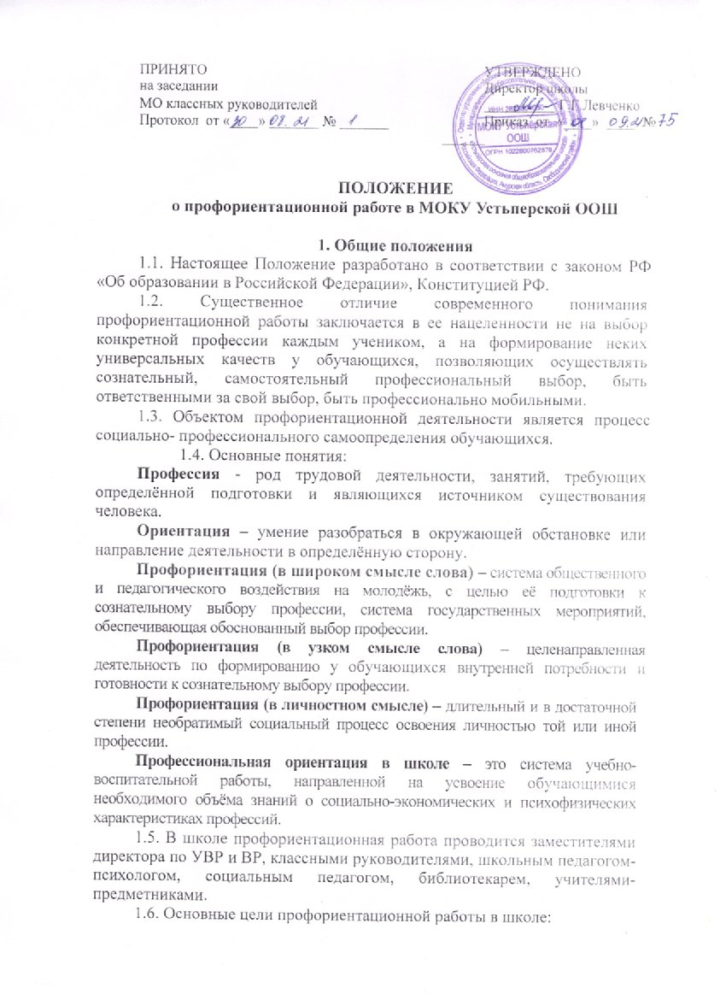 ПРИНЯТО
на заседании
МО классных руководителей
Протокол от «30» 08.21 № 1
УТВЕРЖДЕНО
Директор школы
Левченко
Приказ от « » 09.21 № 75
ИНН
МОКУ Устьперская
ООШ
ОГРН 1022800762876
ПОЛОЖЕНИЕ
о профориентационной работе в МОКУ Устьперской ООШ
1. Общие положения
1.1. Настоящее Положение разработано в соответствии с законом РФ
«Об образовании в Российской Федерации», Конституцией РФ.
1.2. Существенное отличие современного понимания
профориентационной работы заключается в ее нацеленности не на выбор
конкретной профессии каждым учеником, а на формирование неких
универсальных качеств у обучающихся, позволяющих осуществлять
сознательный, самостоятельный профессиональный выбор, быть
ответственными за свой выбор, быть профессионально мобильными.
1.3. Объектом профориентационной деятельности является процесс
социально- профессионального самоопределения обучающихся.
1.4. Основные понятия:
Профессия - род трудовой деятельности, занятий, требующих
определённой подготовки и являющихся источником существования
человека.
Ориентация – умение разобраться в окружающей обстановке или
направление деятельности в определённую сторону.
Профориентация (в широком смысле слова) – система общественного
и педагогического воздействия на молодёжь, с целью её подготовки к
сознательному выбору профессии, система государственных мероприятий,
обеспечивающая обоснованный выбор профессии.
Профориентация (в узком смысле слова) – целенаправленная
деятельность по формированию у обучающихся внутренней потребности и
готовности к сознательному выбору профессии.
Профориентация (в личностном смысле) – длительный и в достаточной
степени необратимый социальный процесс освоения личностью той или иной
профессии.
Профессиональная ориентация в школе – это система учебно-
воспитательной работы, направленной на усвоение обучающимися
необходимого объёма знаний о социально-экономических и психофизических
характеристиках профессий.
1.5. В школе профориентационная работа проводится заместителями
директора по УВР и ВР, классными руководителями, школьным педагогом-
психологом, социальным педагогом, библиотекарем, учителями-
предметниками.
1.6. Основные цели профориентационной работы в школе: